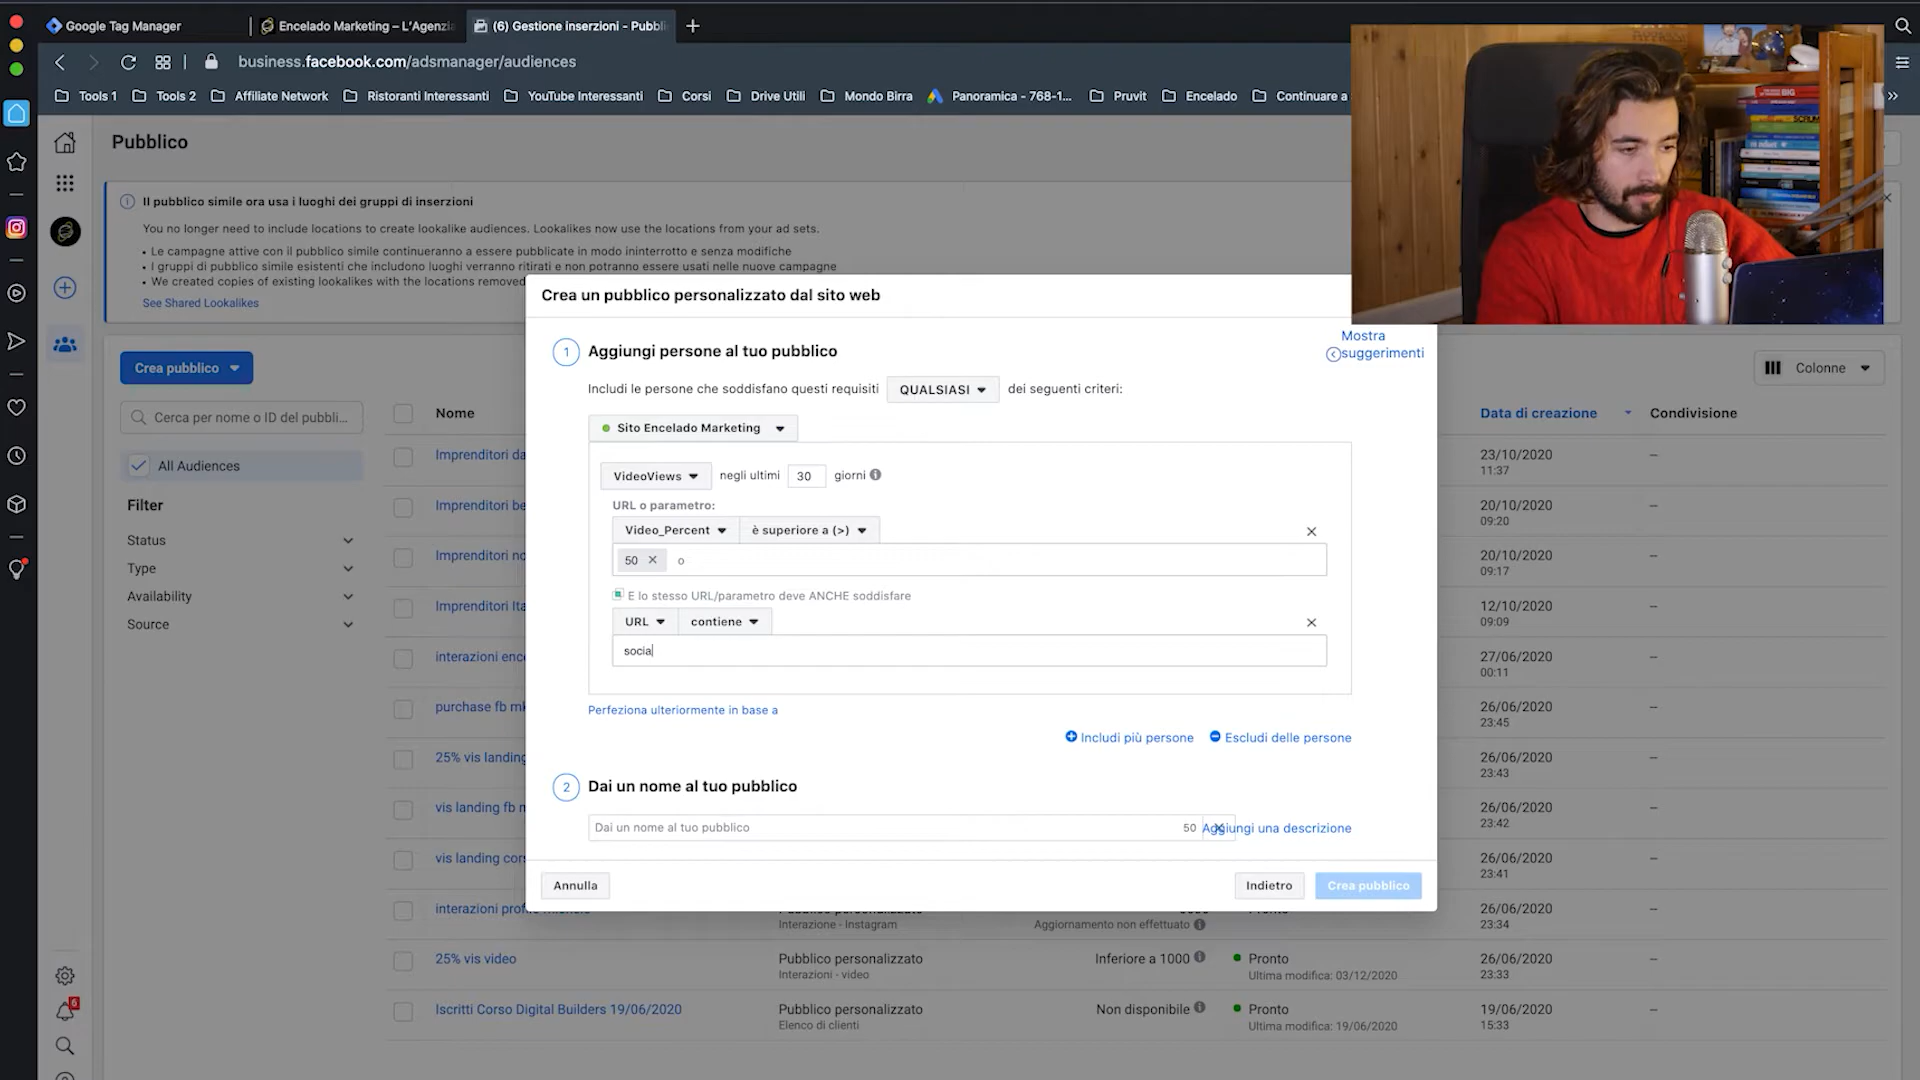 Google Tag Manager
Encelado Marketing – L'Agenzi
(6) Gestione inserzioni - Pubbli
business.facebook.com/adsmanager/audiences
Tools 1
Tools 2
Affiliate Network
Ristoranti Interessanti
YouTube Interessanti
Corsi
Drive Utili
Mondo Birra
Panoramica - 768-1...
Pruvit
Encelado
Continuare a
Pubblico
Il pubblico simile ora usa i luoghi dei gruppi di inserzioni
You no longer need to include locations to create lookalike audiences. Lookalikes now use the locations from your ad sets.
• Le campagne attive con il pubblico simile continueranno a essere pubblicate in modo ininterrotto e senza modifiche
• I gruppi di pubblico simile esistenti che includono luoghi verranno ritirati e non potranno essere usati nelle nuove campagne
• We created copies of existing lookalikes with the locations removed
See Shared Lookalikes
Crea pubblico
Cerca per nome o ID del pubbli...
All Audiences
Filter
Status
Type
Availability
Source
Nome
Colonne
Data di creazione
Condivisione
Imprenditori da
23/10/2020
11:37
–
Imprenditori be
20/10/2020
09:20
–
Imprenditori no
20/10/2020
09:17
–
Imprenditori Ita
12/10/2020
09:09
–
interazioni ence
27/06/2020
00:11
–
purchase fb mk
26/06/2020
23:45
–
25% vis landing
26/06/2020
23:43
–
vis landing fb m
26/06/2020
23:42
–
vis landing cors
26/06/2020
23:41
–
interazioni
Pubblico personalizzato
Interazione - Instagram
Aggiornamento non effettuato
Pronto
26/06/2020
23:34
–
25% vis video
Pubblico personalizzato
Interazioni - video
Inferiore a 1000
Pronto
Ultima modifica: 03/12/2020
26/06/2020
23:33
–
Iscritti Corso Digital Builders 19/06/2020
Pubblico personalizzato
Elenco di clienti
Non disponibile
Pronto
Ultima modifica: 19/06/2020
19/06/2020
15:33
–
6
Crea un pubblico personalizzato dal sito web
Mostra
suggerimenti
1 Aggiungi persone al tuo pubblico
Includi le persone che soddisfano questi requisiti QUALSIASI dei seguenti criteri:
Sito Encelado Marketing
VideoViews negli ultimi 30 giorni
URL o parametro:
Video_Percent è superiore a (>)
50 o
E lo stesso URL/parametro deve ANCHE soddisfare
URL contiene
socia
Perfeziona ulteriormente in base a
Includi più persone Escludi delle persone
2 Dai un nome al tuo pubblico
Dai un nome al tuo pubblico 50 Aggiungi una descrizione
Annulla Indietro Crea pubblico